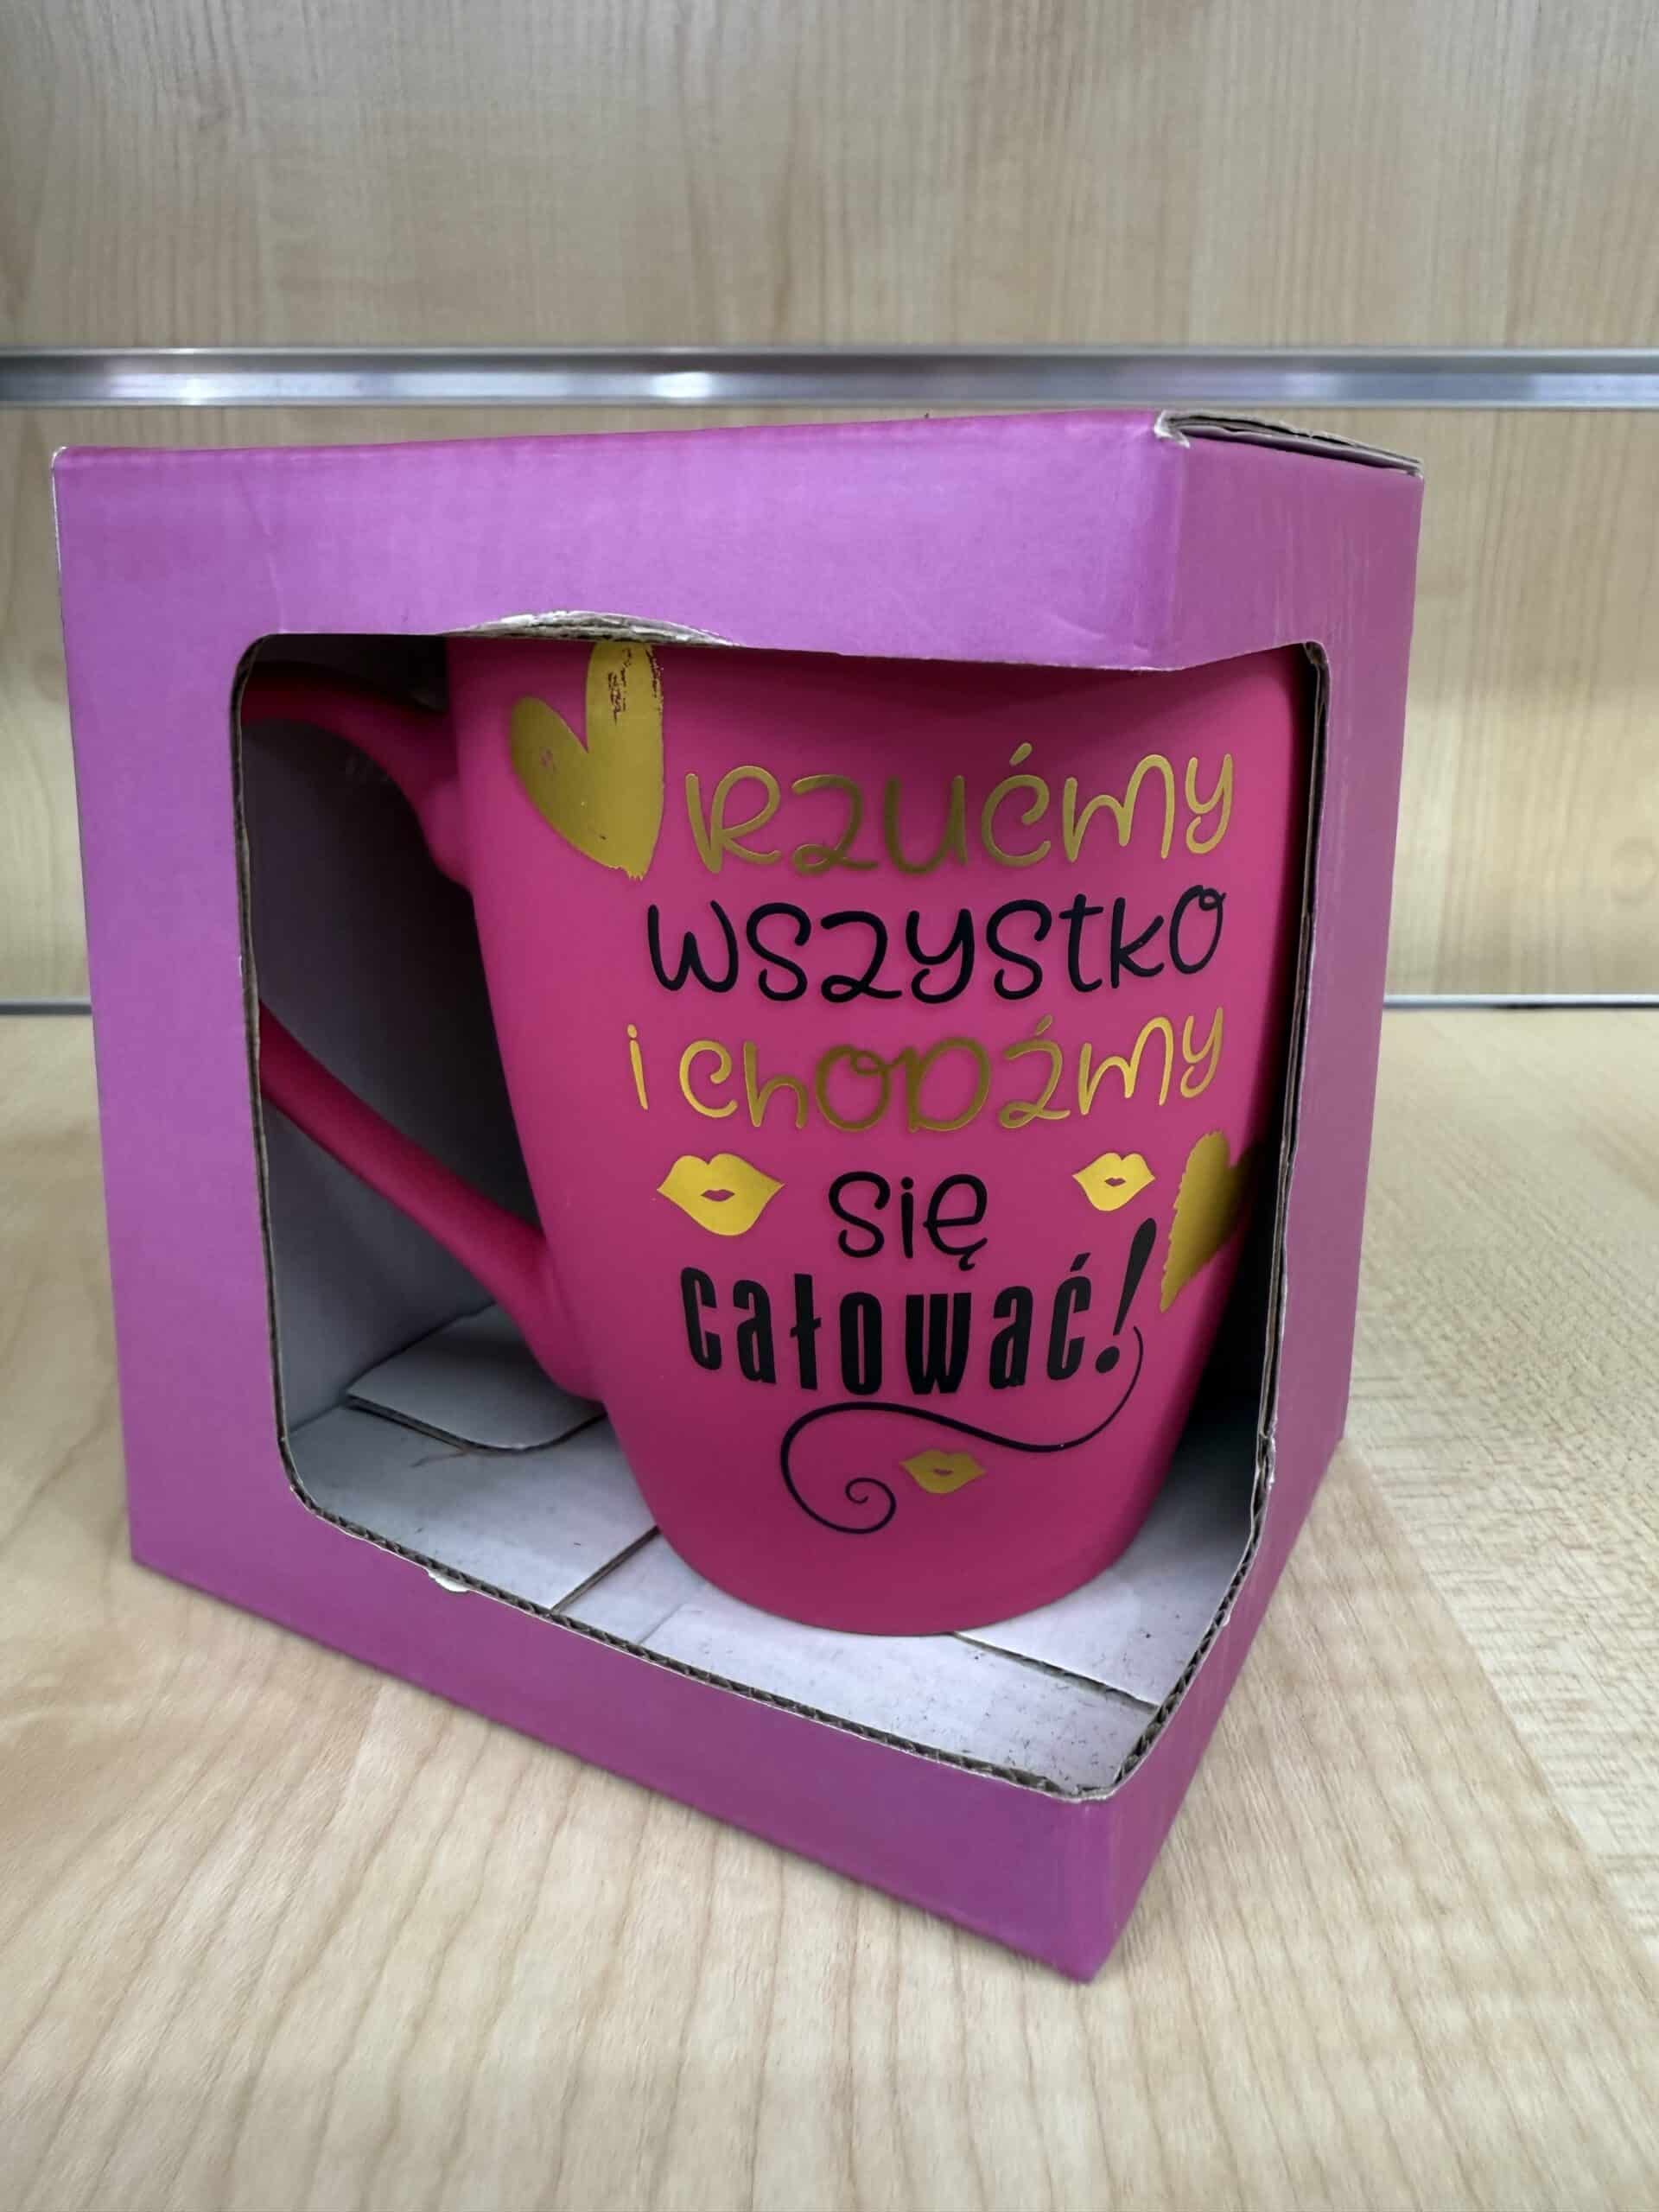 RZUĆMY
WSZYStKO
i ChODŹMY
Się
całować!